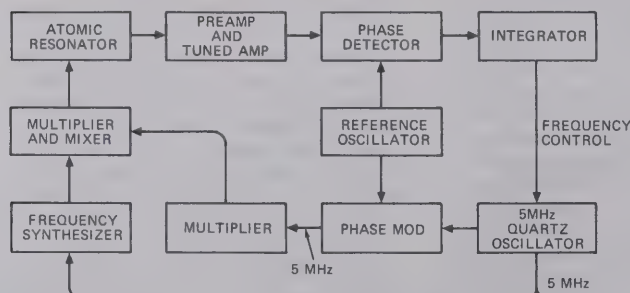 ATOMIC
RESONATOR
PREAMP
AND
TUNED AMP
PHASE
DETECTOR
INTEGRATOR
MULTIPLIER
AND MIXER
REFERENCE
OSCILLATOR
FREQUENCY
CONTROL
FREQUENCY
SYNTHESIZER
MULTIPLIER
PHASE MOD
5MHz
QUARTZ
OSCILLATOR
5 MHz
5 MHz